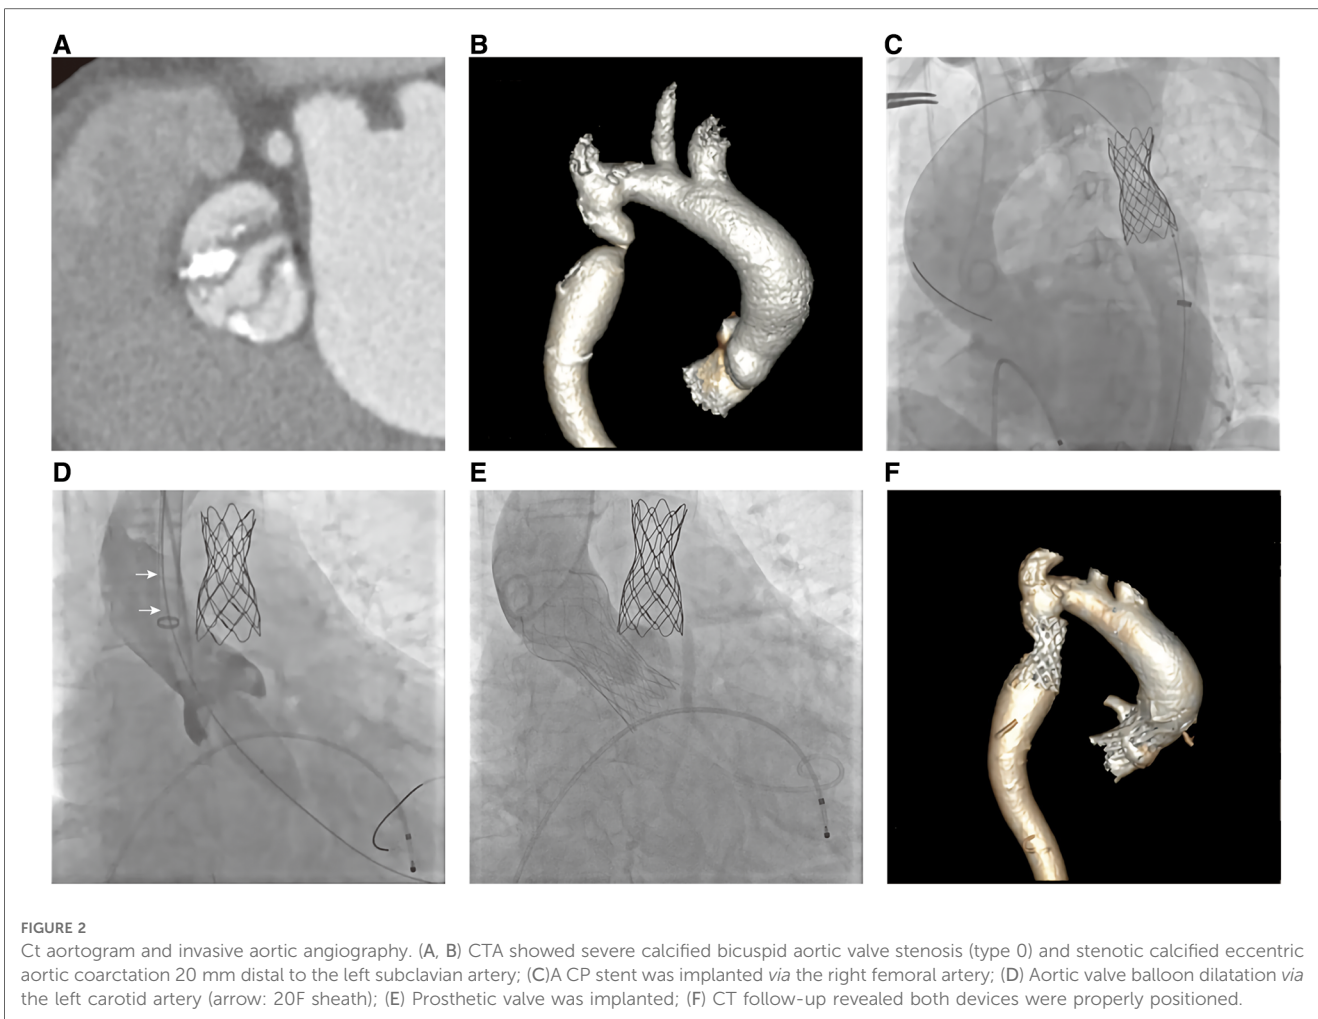 A
B
C
D
E
F
FIGURE 2
Ct aortogram and invasive aortic angiography. (A, B) CTA showed severe calcified bicuspid aortic valve stenosis (type 0) and stenotic calcified eccentric
aortic coarctation 20 mm distal to the left subclavian artery; (C)A CP stent was implanted via the right femoral artery; (D) Aortic valve balloon dilatation via
the left carotid artery (arrow: 20F sheath); (E) Prosthetic valve was implanted; (F) CT follow-up revealed both devices were properly positioned.